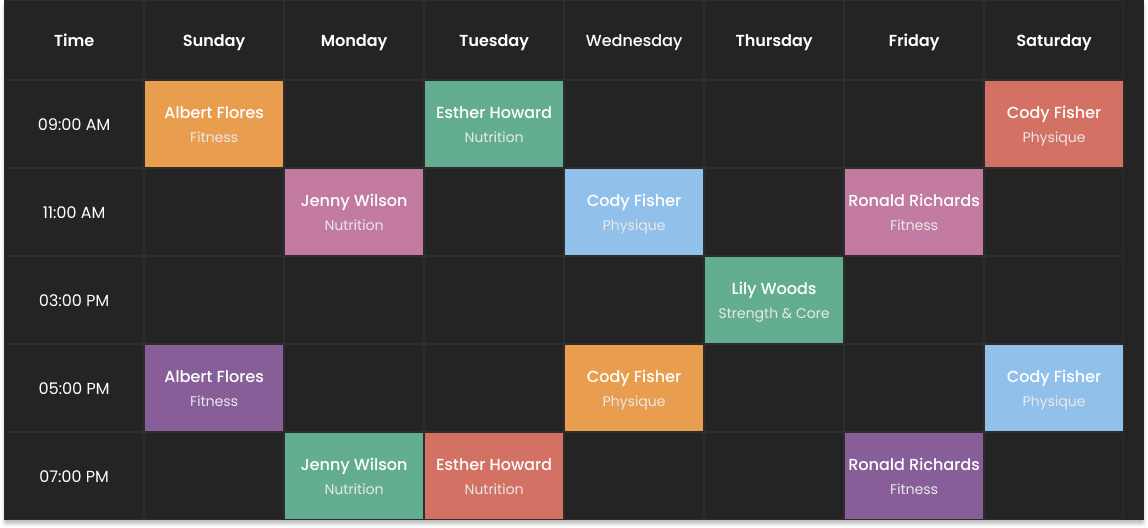 Time Sunday Monday Tuesday Wednesday Thursday Friday Saturday
09:00 AM
Albert Flores
Fitness
Esther Howard
Nutrition
Cody Fisher
Physique
11:00 AM
Jenny Wilson
Nutrition
Cody Fisher
Physique
Ronald Richards
Fitness
03:00 PM
Lily Woods
Strength & Core
05:00 PM
Albert Flores
Fitness
Cody Fisher
Physique
Cody Fisher
Physique
07:00 PM
Jenny Wilson
Nutrition
Esther Howard
Nutrition
Ronald Richards
Fitness